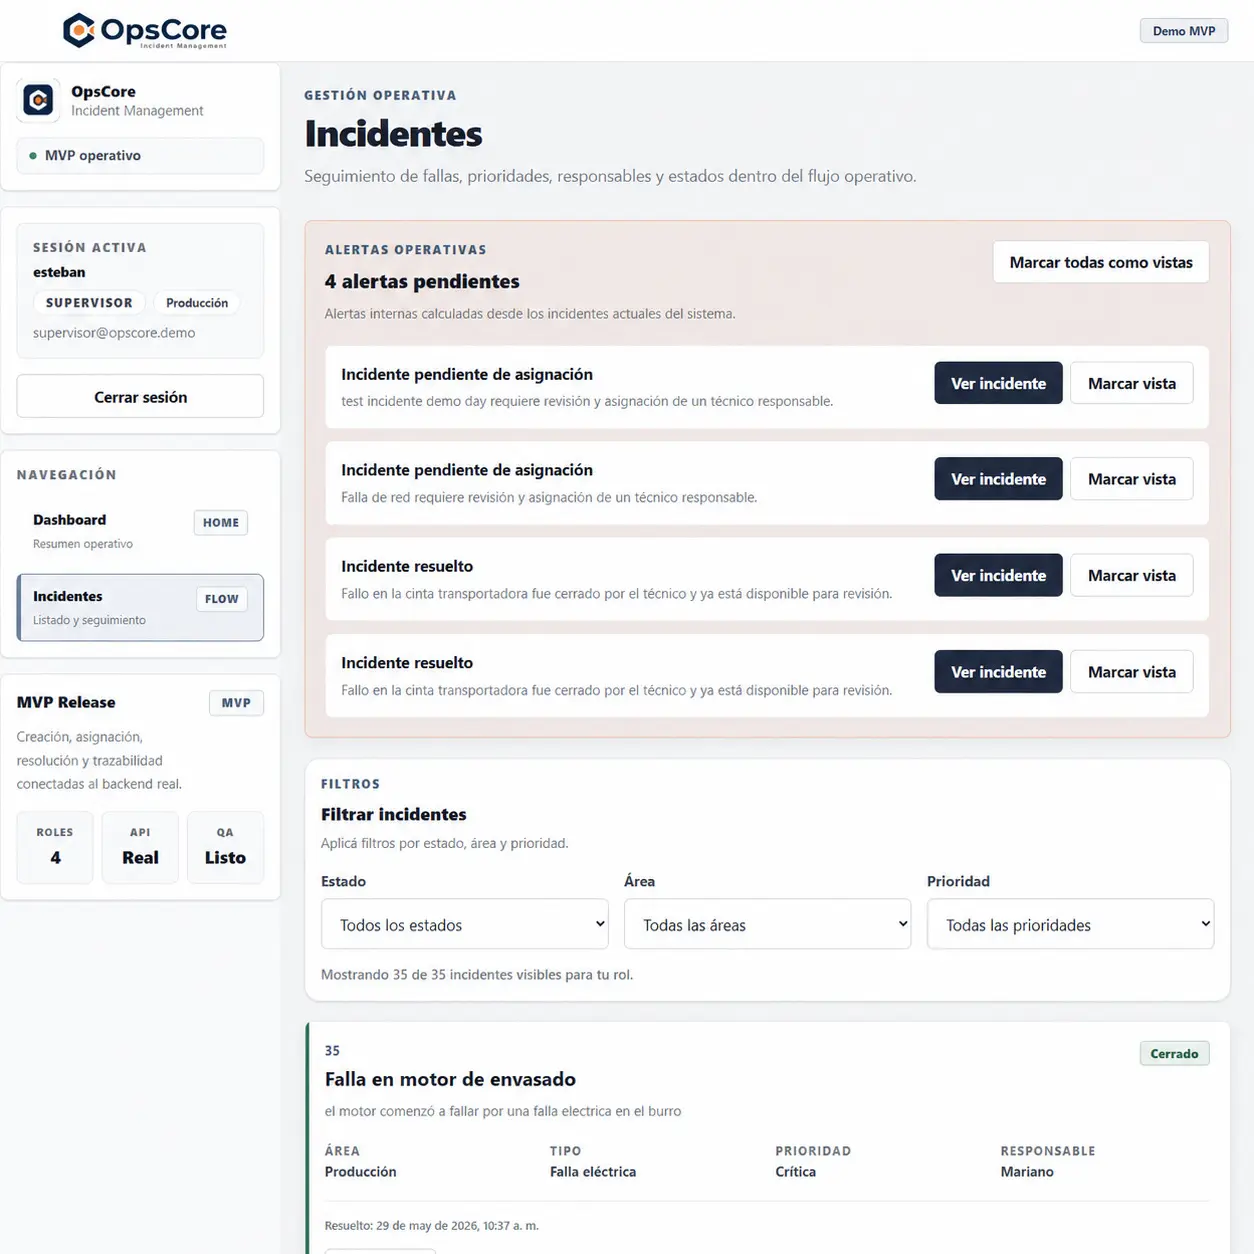 OpsCore
Incident Management
Demo MVP
OpsCore
Incident Management
MVP operativo
SESIÓN ACTIVA
esteban
SUPERVISOR
Producción
supervisor@opscore.demo
Cerrar sesión
NAVEGACIÓN
Dashboard
HOME
Resumen operativo
Incidentes
FLOW
Listado y seguimiento
MVP Release
MVP
Creación, asignación,
resolución y trazabilidad
conectadas al backend real.
ROLES
4
API
Real
QA
Listo
GESTIÓN OPERATIVA
Incidentes
Seguimiento de fallas, prioridades, responsables y estados dentro del flujo operativo.
ALERTAS OPERATIVAS
4 alertas pendientes
Alertas internas calculadas desde los incidentes actuales del sistema.
Marcar todas como vistas
Incidente pendiente de asignación
test incidente demo day requiere revisión y asignación de un técnico responsable.
Ver incidente
Marcar vista
Incidente pendiente de asignación
Falla de red requiere revisión y asignación de un técnico responsable.
Ver incidente
Marcar vista
Incidente resuelto
Fallo en la cinta transportadora fue cerrado por el técnico y ya está disponible para revisión.
Ver incidente
Marcar vista
Incidente resuelto
Fallo en la cinta transportadora fue cerrado por el técnico y ya está disponible para revisión.
Ver incidente
Marcar vista
FILTROS
Filtrar incidentes
Aplicá filtros por estado, área y prioridad.
Estado
Todos los estados
Área
Todas las áreas
Prioridad
Todas las prioridades
Mostrando 35 de 35 incidentes visibles para tu rol.
35
Cerrado
Falla en motor de envasado
el motor comenzó a fallar por una falla electrica en el burro
ÁREA
Producción
TIPO
Falla eléctrica
PRIORIDAD
Crítica
RESPONSABLE
Mariano
Resuelto: 29 de may de 2026, 10:37 a. m.